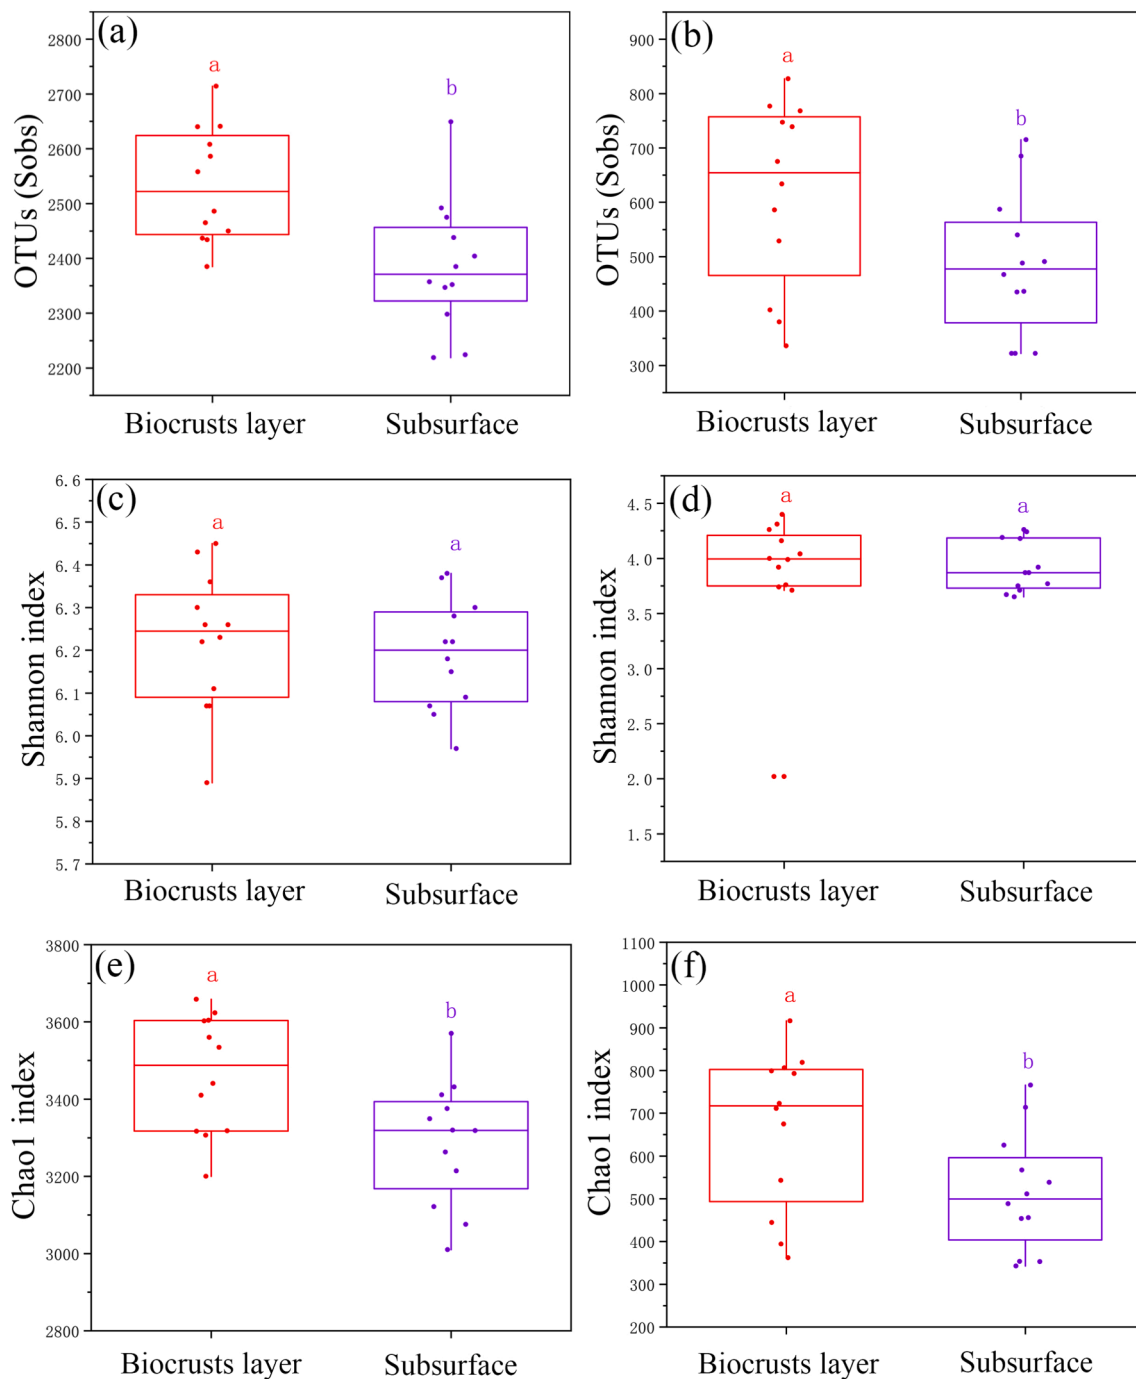 (a)
OTUs (Sobs)
2800
2700
2600
2500
2400
2300
2200
a
b
Biocrusts layer
Subsurface
(b)
OTUs (Sobs)
900
800
700
600
500
400
300
a
b
Biocrusts layer
Subsurface
(c)
Shannon index
6.6
6.5
6.4
6.3
6.2
6.1
6.0
5.9
5.8
5.7
a
a
Biocrusts layer
Subsurface
(d)
Shannon index
4.5
4.0
3.5
3.0
2.5
2.0
1.5
a
a
Biocrusts layer
Subsurface
(e)
Chao1 index
3800
3600
3400
3200
3000
2800
a
b
Biocrusts layer
Subsurface
(f)
Chao1 index
1100
1000
900
800
700
600
500
400
300
200
a
b
Biocrusts layer
Subsurface